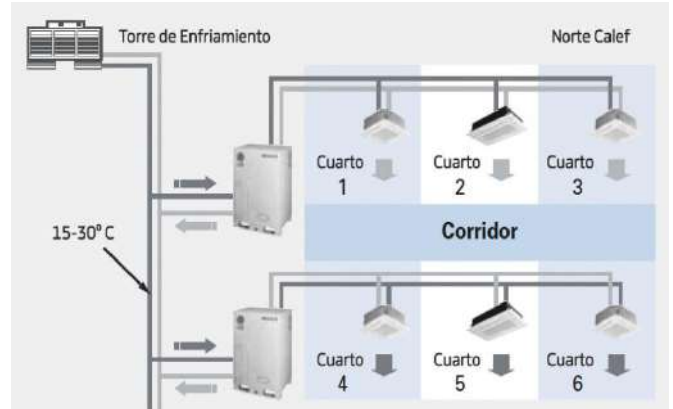 Torre de Enfriamiento
Norte Calef
Cuarto 1
Cuarto 2
Cuarto 3
15-30° C
Corridor
Cuarto 4
Cuarto 5
Cuarto 6